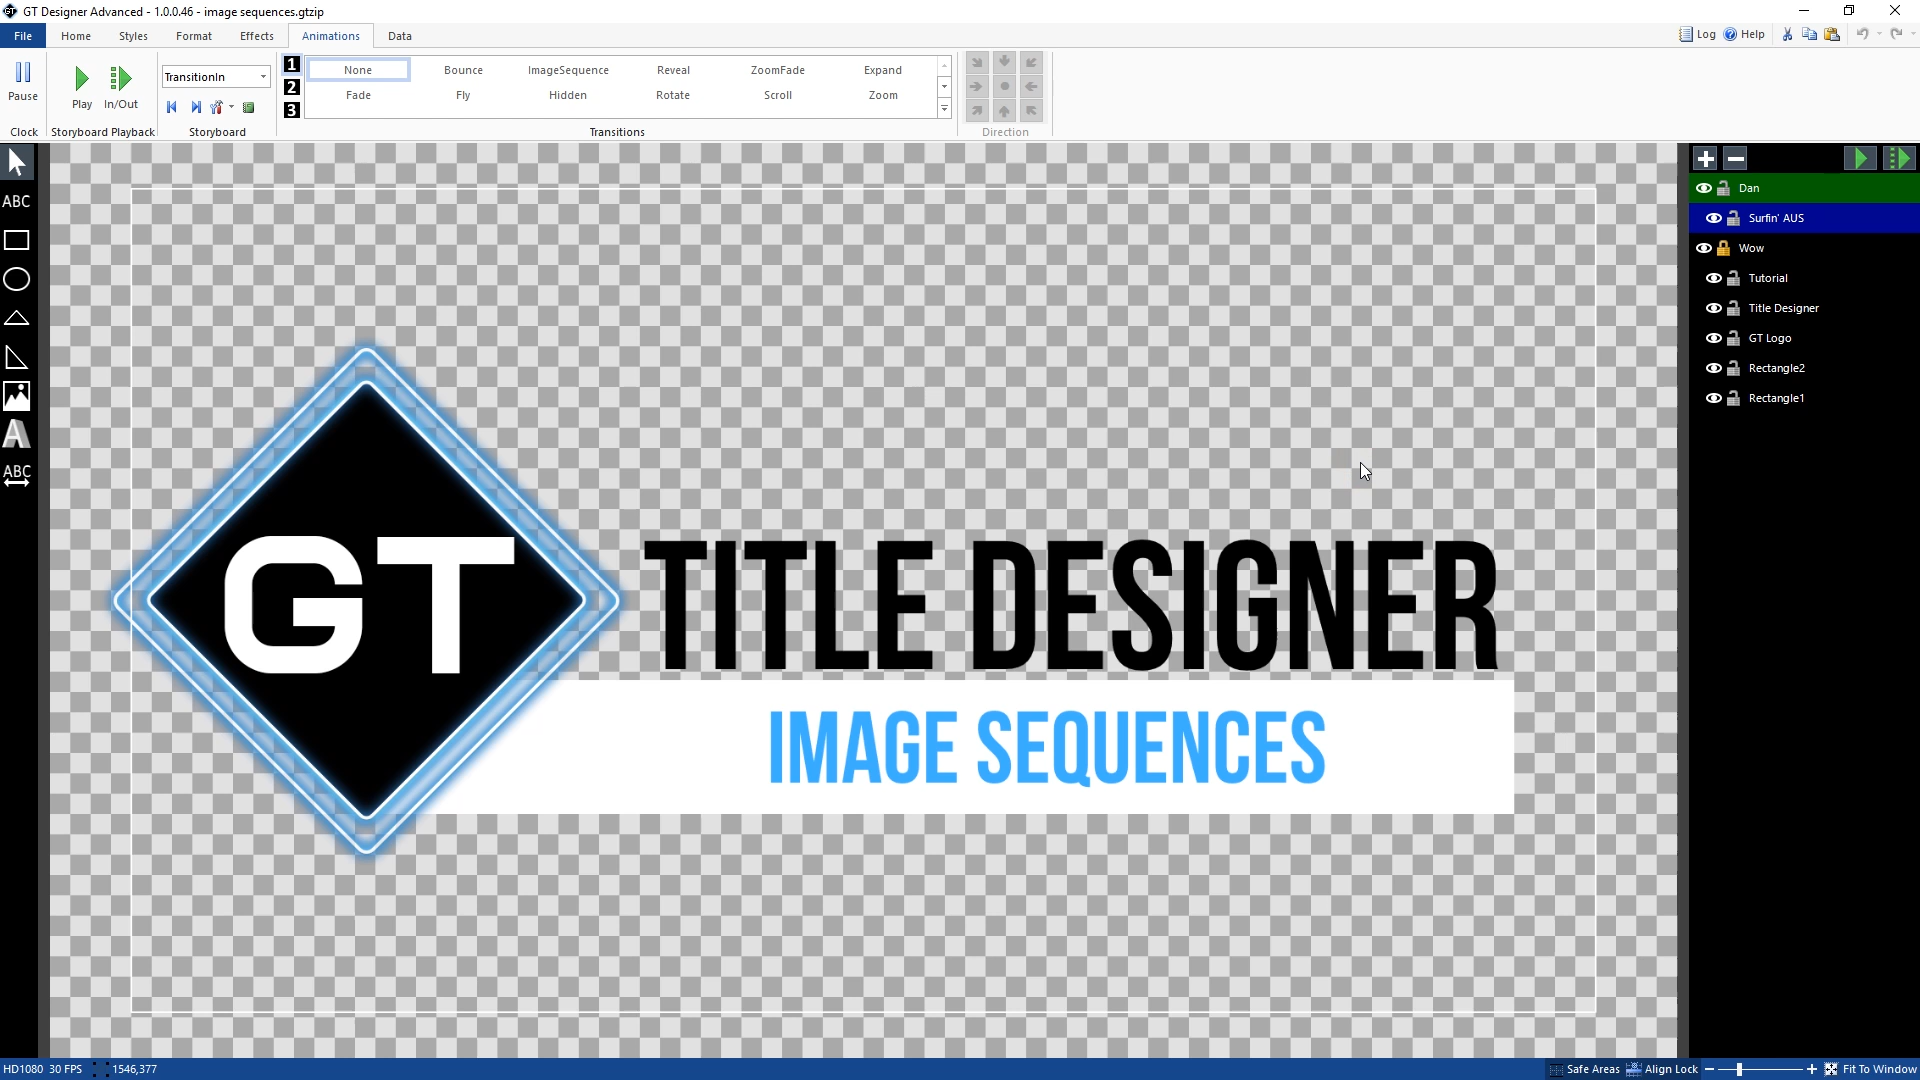 GT Designer Advanced - 1.0.0.46 - image sequences.gtzip
File Home Styles Format Effects Animations Data
Log Help
Pause
Play In/Out
TransitionIn
1
2
3
None Bounce ImageSequence Reveal ZoomFade Expand
Fade Fly Hidden Rotate Scroll Zoom
Clock Storyboard Playback Storyboard Transitions Direction
ABC
A
ABC
Dan
Surfin' AUS
Wow
Tutorial
Title Designer
GT Logo
Rectangle2
Rectangle1
GT
TITLE DESIGNER
IMAGE SEQUENCES
HD1080 30 FPS 1546,377
Safe Areas Align Lock Fit To Window